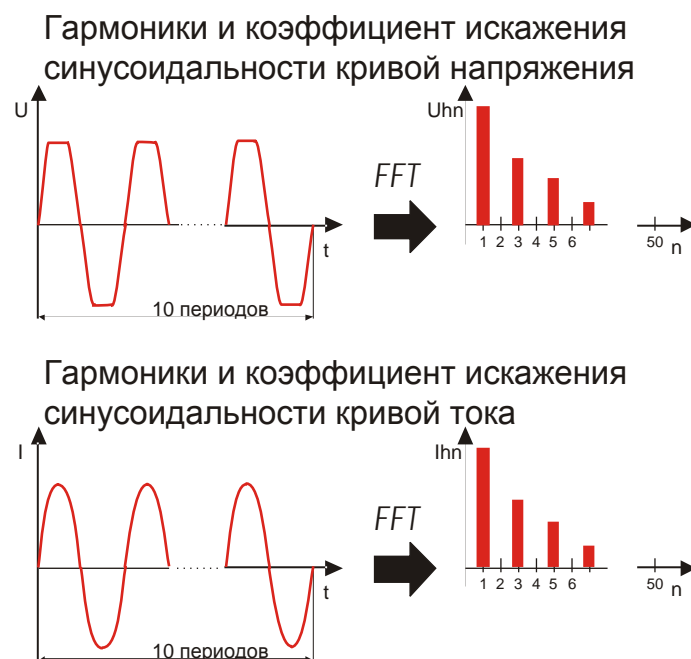 Гармоники и коэффициент искажения
синусоидальности кривой напряжения
U
Uhn
FFT
t
1 2 3 4 5 6
50
n
10 периодов
Гармоники и коэффициент искажения
синусоидальности кривой тока
I
Ihn
FFT
t
1 2 3 4 5 6
50
n
10 периодов